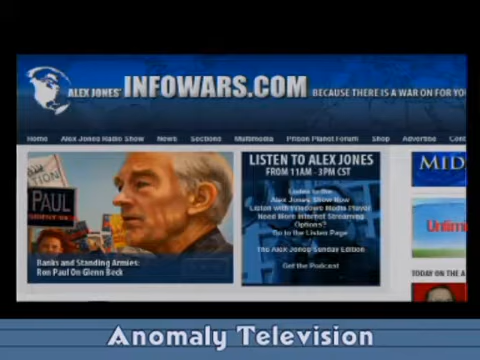 ALEX JONES' INFOWARS.COM BECAUSE THERE IS A WAR ON FOR YO
Home Alex Jones Radio Show News Sections Multimedia Prison Planet Forum Shop Advertise Cont
PAUL
Banks and Standing Armies:
Ron Paul On Glenn Beck
LISTEN TO ALEX JONES
FROM 11AM - 3PM CST
Listen to the
Alex Jones Show Now
Listen with Windows Media Player
Need More Internet Streaming
Options?
Go to the Listen Page
The Alex Jones Sunday Edition
Get the Podcast
MID
Unlim
TODAY ON THE A
Anomaly Television